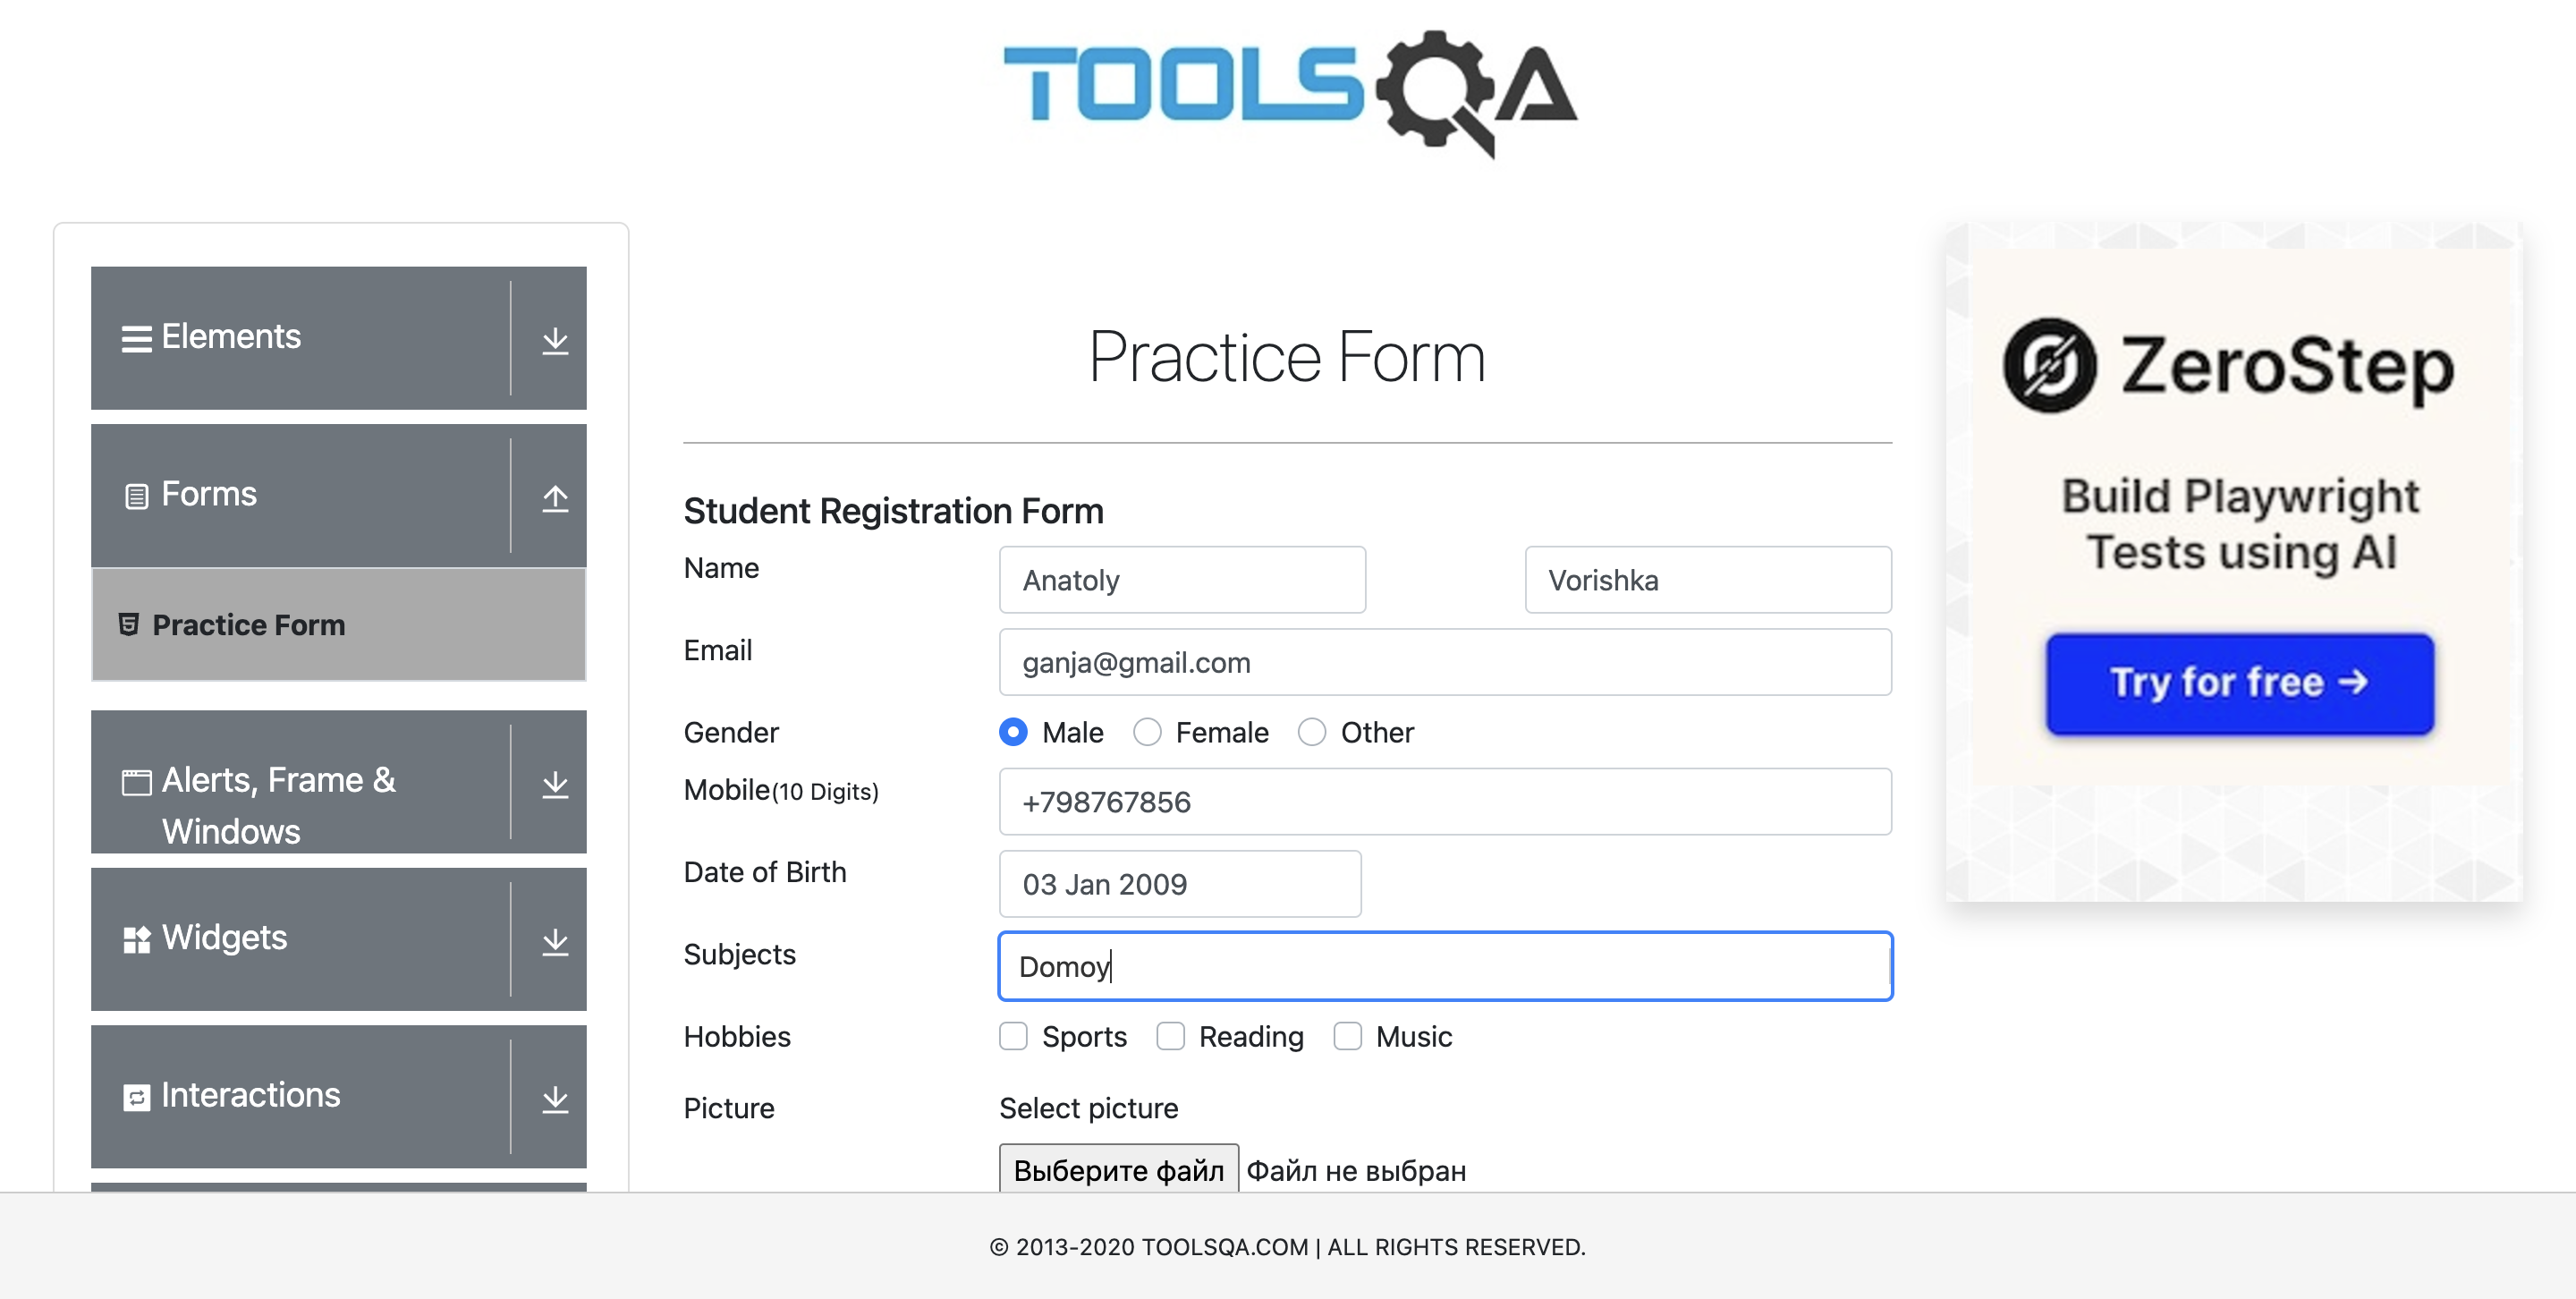 TOOLSQA
Elements
Forms
Practice Form
Alerts, Frame &
Windows
Widgets
Interactions
Practice Form
Student Registration Form
Name
Anatoly
Vorishka
Email
ganja@gmail.com
Gender
Male
Female
Other
Mobile(10 Digits)
+798767856
Date of Birth
03 Jan 2009
Subjects
Domoy
Hobbies
Sports
Reading
Music
Picture
Select picture
Выберите файл Файл не выбран
ZeroStep
Build Playwright
Tests using AI
Try for free →
© 2013-2020 TOOLSQA.COM | ALL RIGHTS RESERVED.